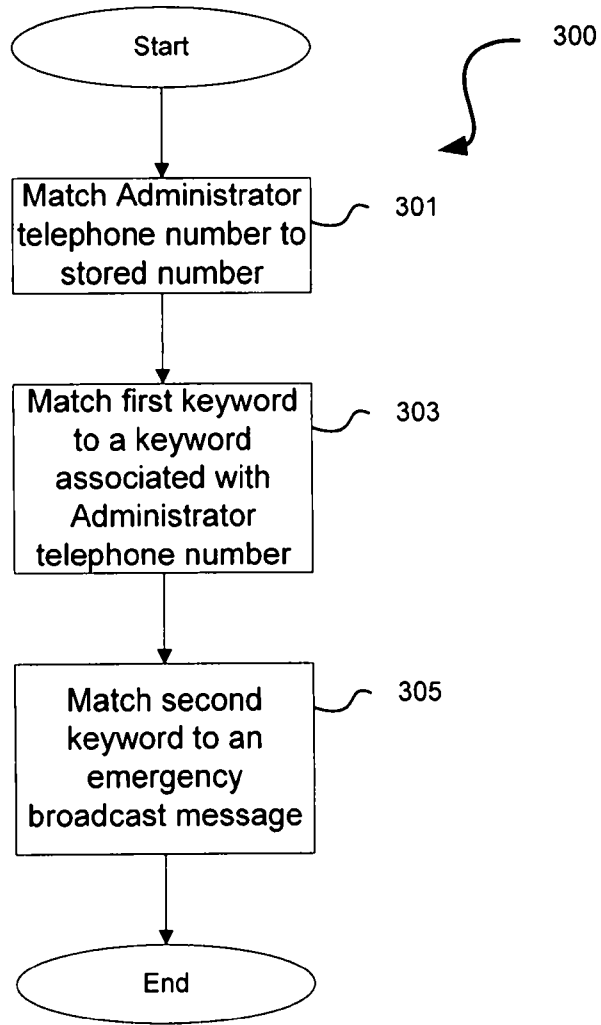 Start
300
Match Administrator
telephone number to
stored number
301
Match first keyword
to a keyword
associated with
Administrator
telephone number
303
Match second
keyword to an
emergency
broadcast message
305
End